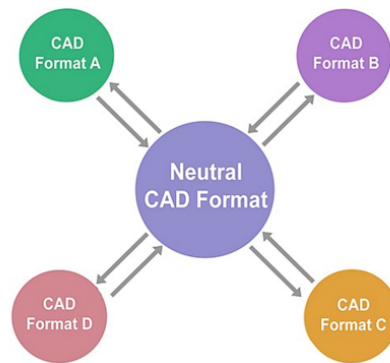 CAD
Format A
CAD
Format B
Neutral
CAD Format
CAD
Format D
CAD
Format C